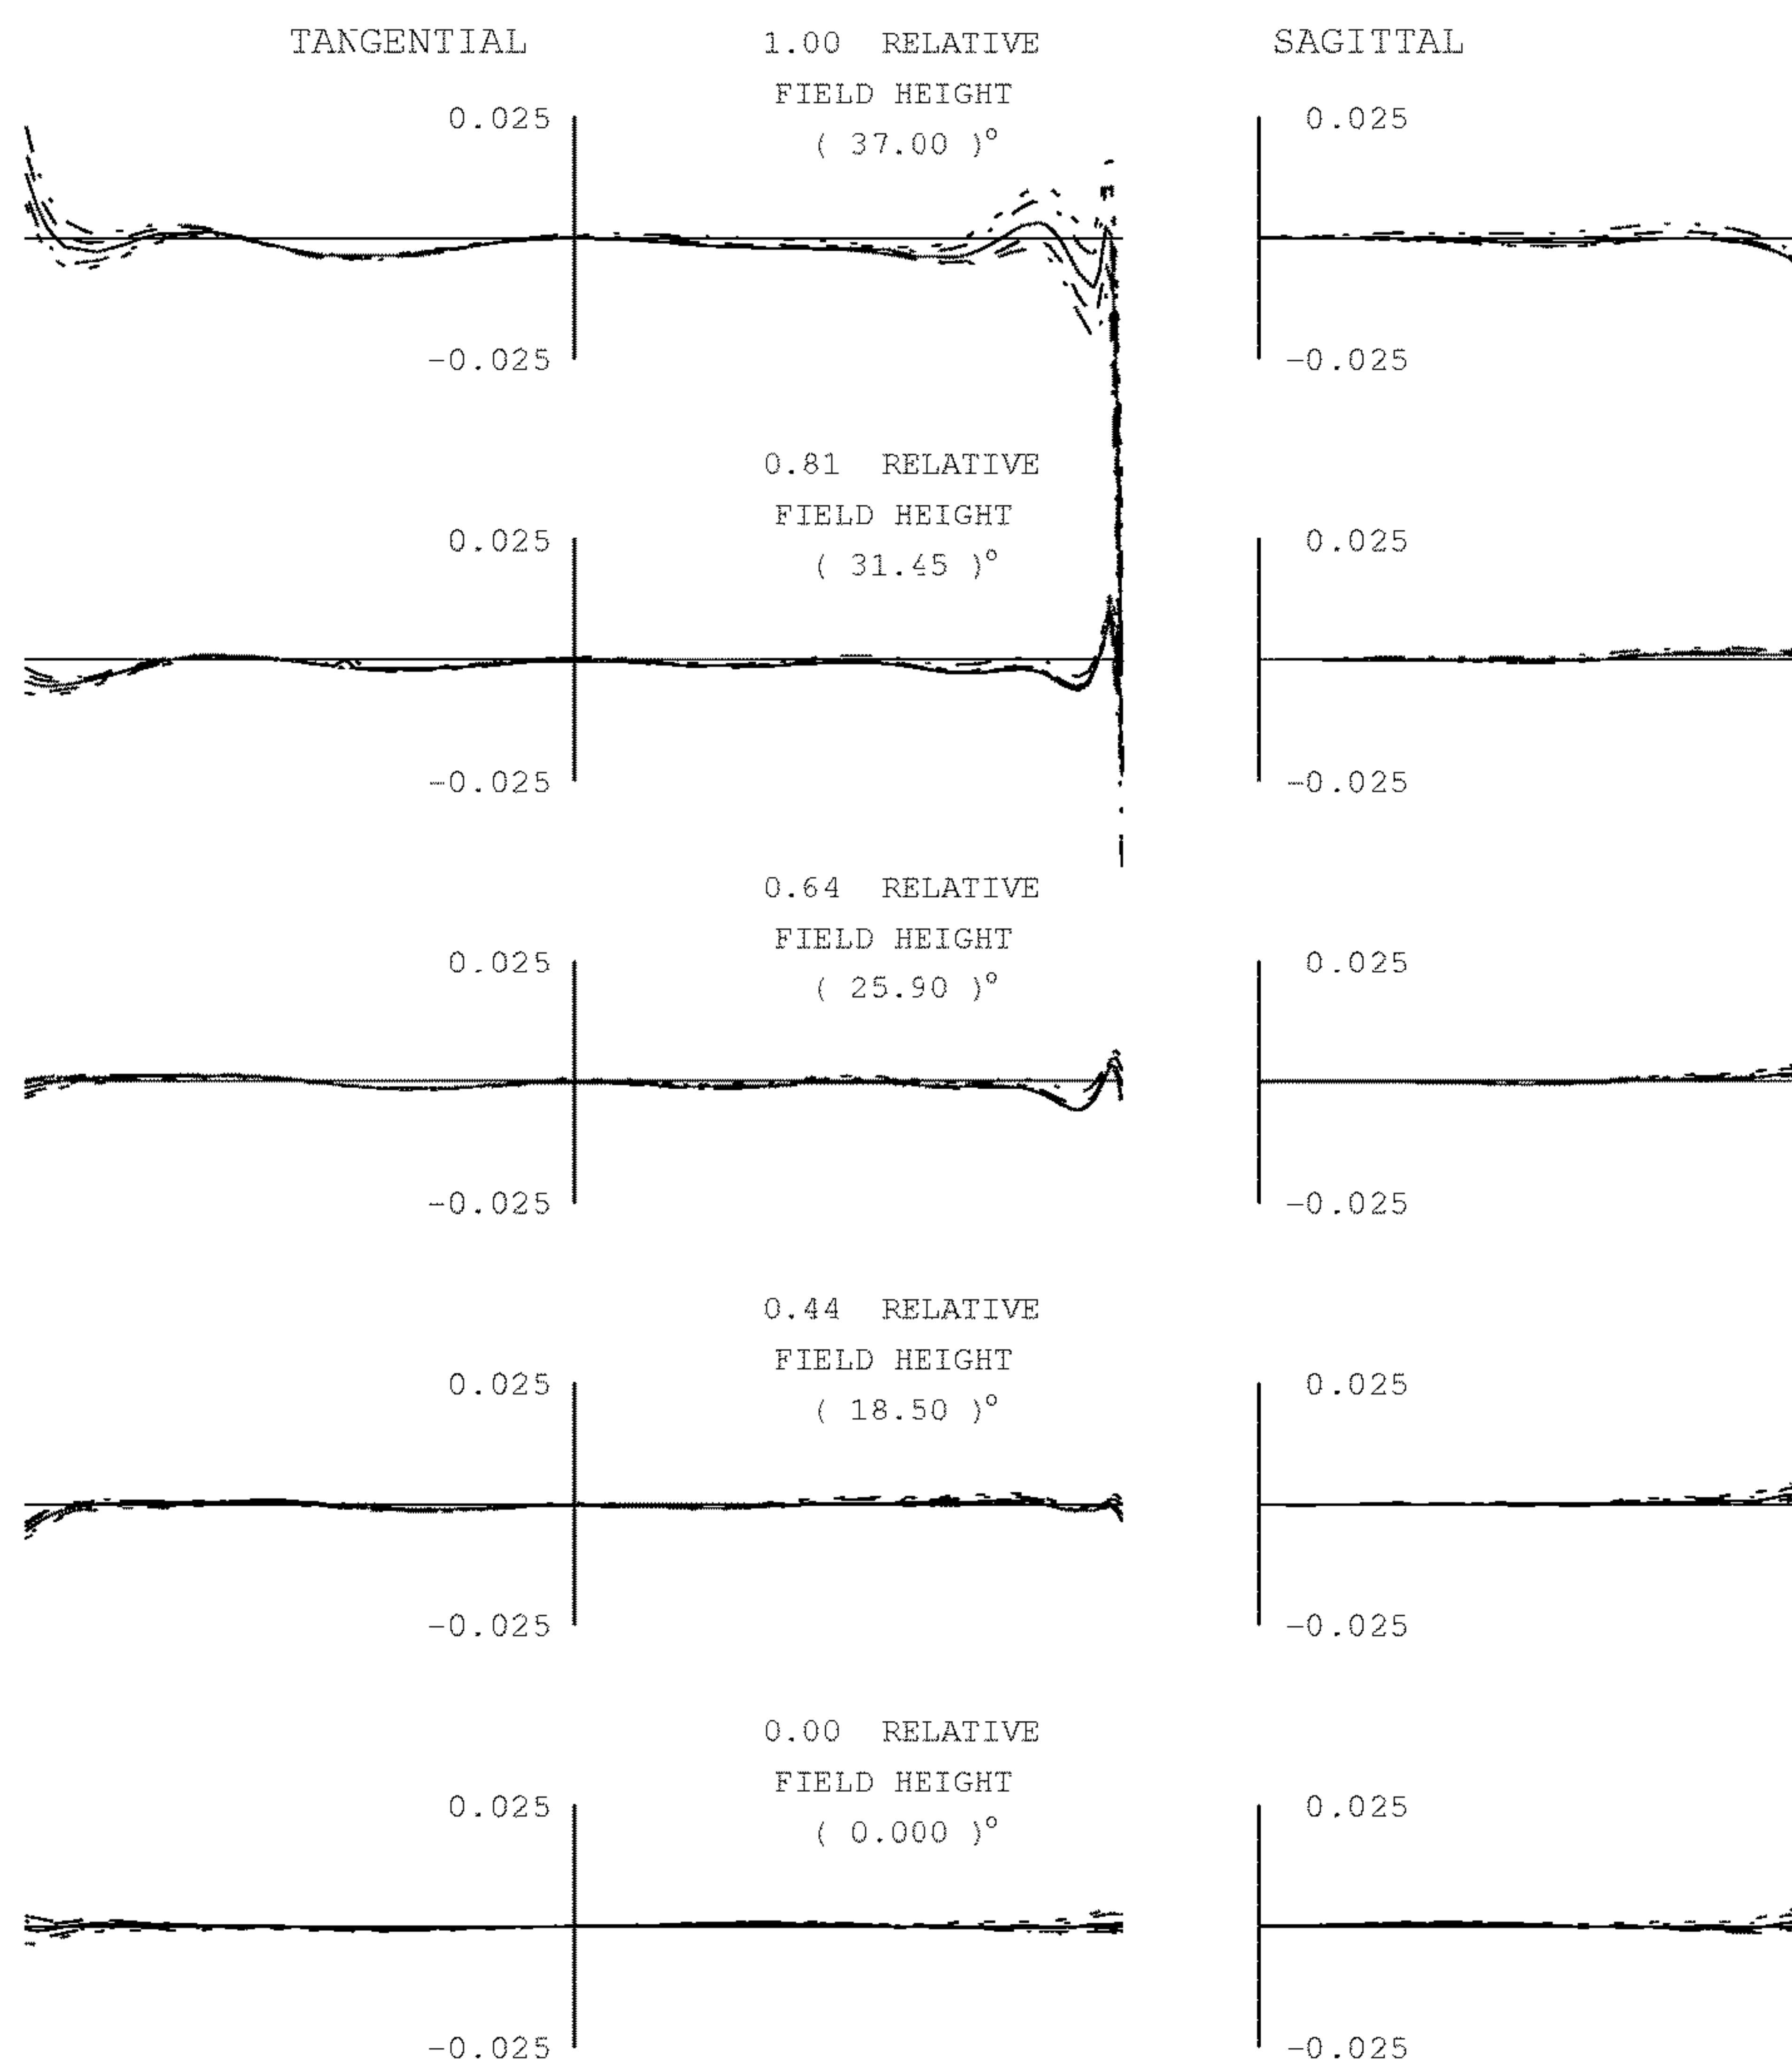 TANGENTIAL 1.00 RELATIVE SAGITTAL
FIELD HEIGHT
0.025 ( 37.00 )° 0.025
-0.025 -0.025
0.81 RELATIVE
FIELD HEIGHT
0.025 ( 31.45 )° 0.025
-0.025 -0.025
0.64 RELATIVE
FIELD HEIGHT
0.025 ( 25.90 )° 0.025
-0.025 -0.025
0.44 RELATIVE
FIELD HEIGHT
0.025 ( 18.50 )° 0.025
-0.025 -0.025
0.00 RELATIVE
FIELD HEIGHT
0.025 ( 0.000 )° 0.025
-0.025 -0.025